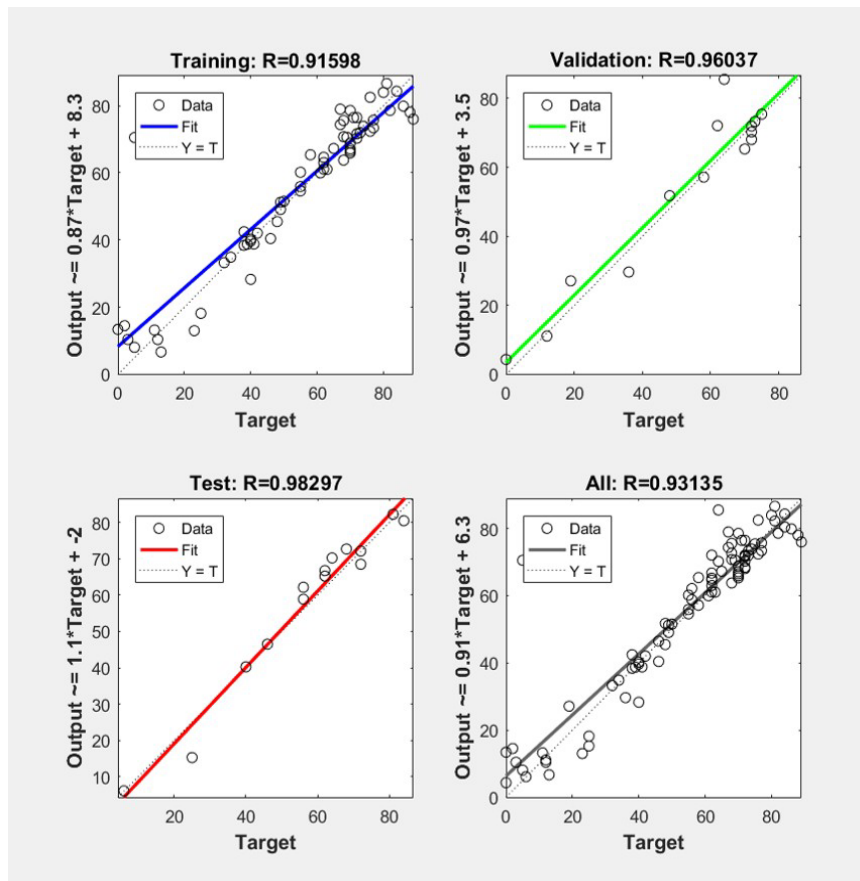 Training: R=0.91598
Output ~= 0.87*Target + 8.3
Data
Fit
Y = T
0
20
40
60
80
0
20
40
60
80
Target
Validation: R=0.96037
Output ~= 0.97*Target + 3.5
Data
Fit
Y = T
0
20
40
60
80
0
20
40
60
80
Target
Test: R=0.98297
Output ~= 1.1*Target + -2
Data
Fit
Y = T
80
70
60
50
40
30
20
10
20
40
60
80
Target
All: R=0.93135
Output ~= 0.91*Target + 6.3
Data
Fit
Y = T
80
60
40
20
0
0
20
40
60
80
Target